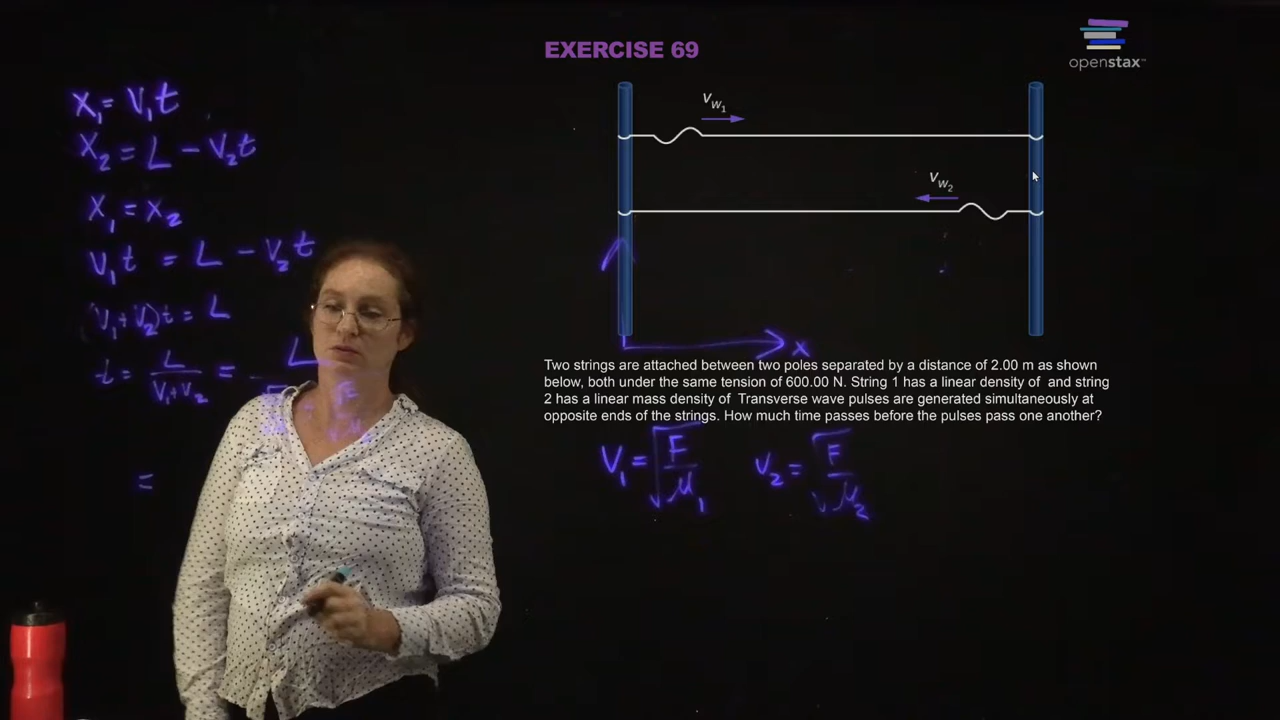 EXERCISE 69
openstax™
X₁ = V₁t
X₂ = L - V₂t
X₁ = X₂
V₁t = L - V₂t
(V₁+V₂)t = L
t = L/(V₁+V₂) = L
=
V_W₁
V_W₂
x
Two strings are attached between two poles separated by a distance of 2.00 m as shown
below, both under the same tension of 600.00 N. String 1 has a linear density of and string
2 has a linear mass density of Transverse wave pulses are generated simultaneously at
opposite ends of the strings. How much time passes before the pulses pass one another?
V₁ = √(F/μ₁) V₂ = √(F/μ₂)